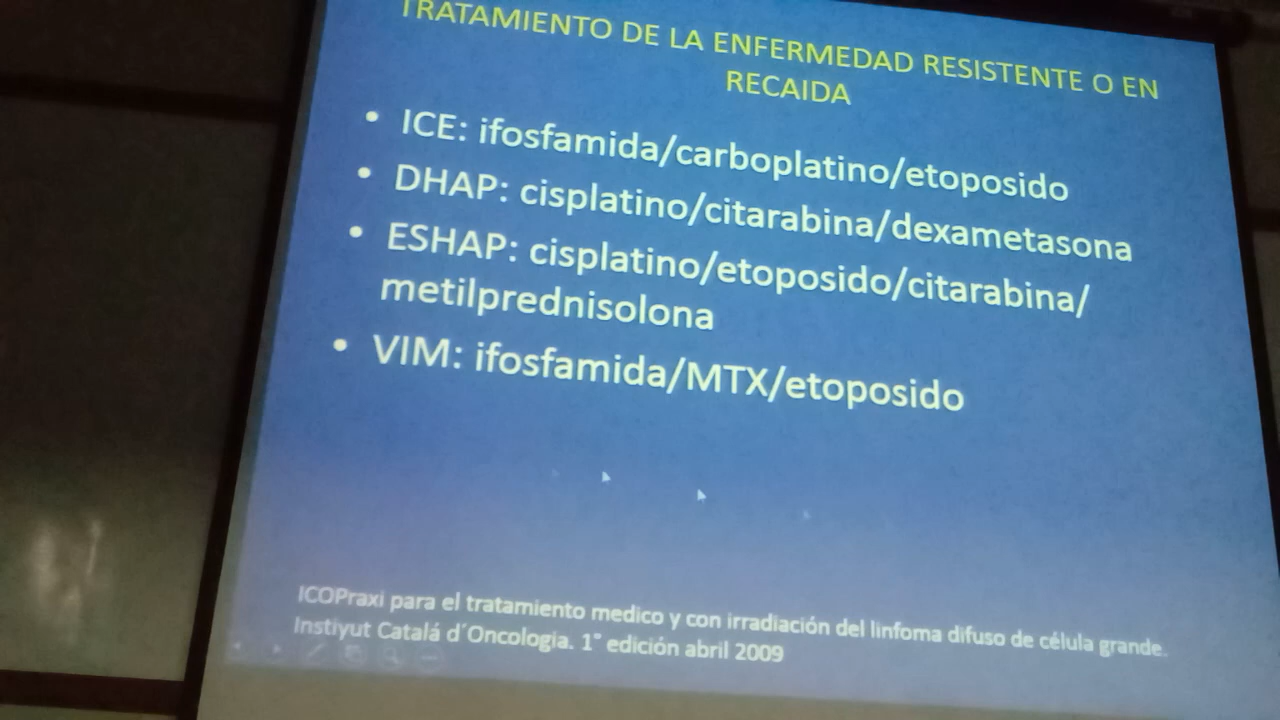 TRATAMIENTO DE LA ENFERMEDAD RESISTENTE O EN
RECAIDA
• ICE: ifosfamida/carboplatino/etoposido
• DHAP: cisplatino/citarabina/dexametasona
• ESHAP: cisplatino/etoposido/citarabina/
metilprednisolona
• VIM: ifosfamida/MTX/etoposido
ICOPraxi para el tratamiento medico y con irradiación del linfoma difuso de célula grande.
Instiyut Catalá d´Oncologia. 1° edición abril 2009